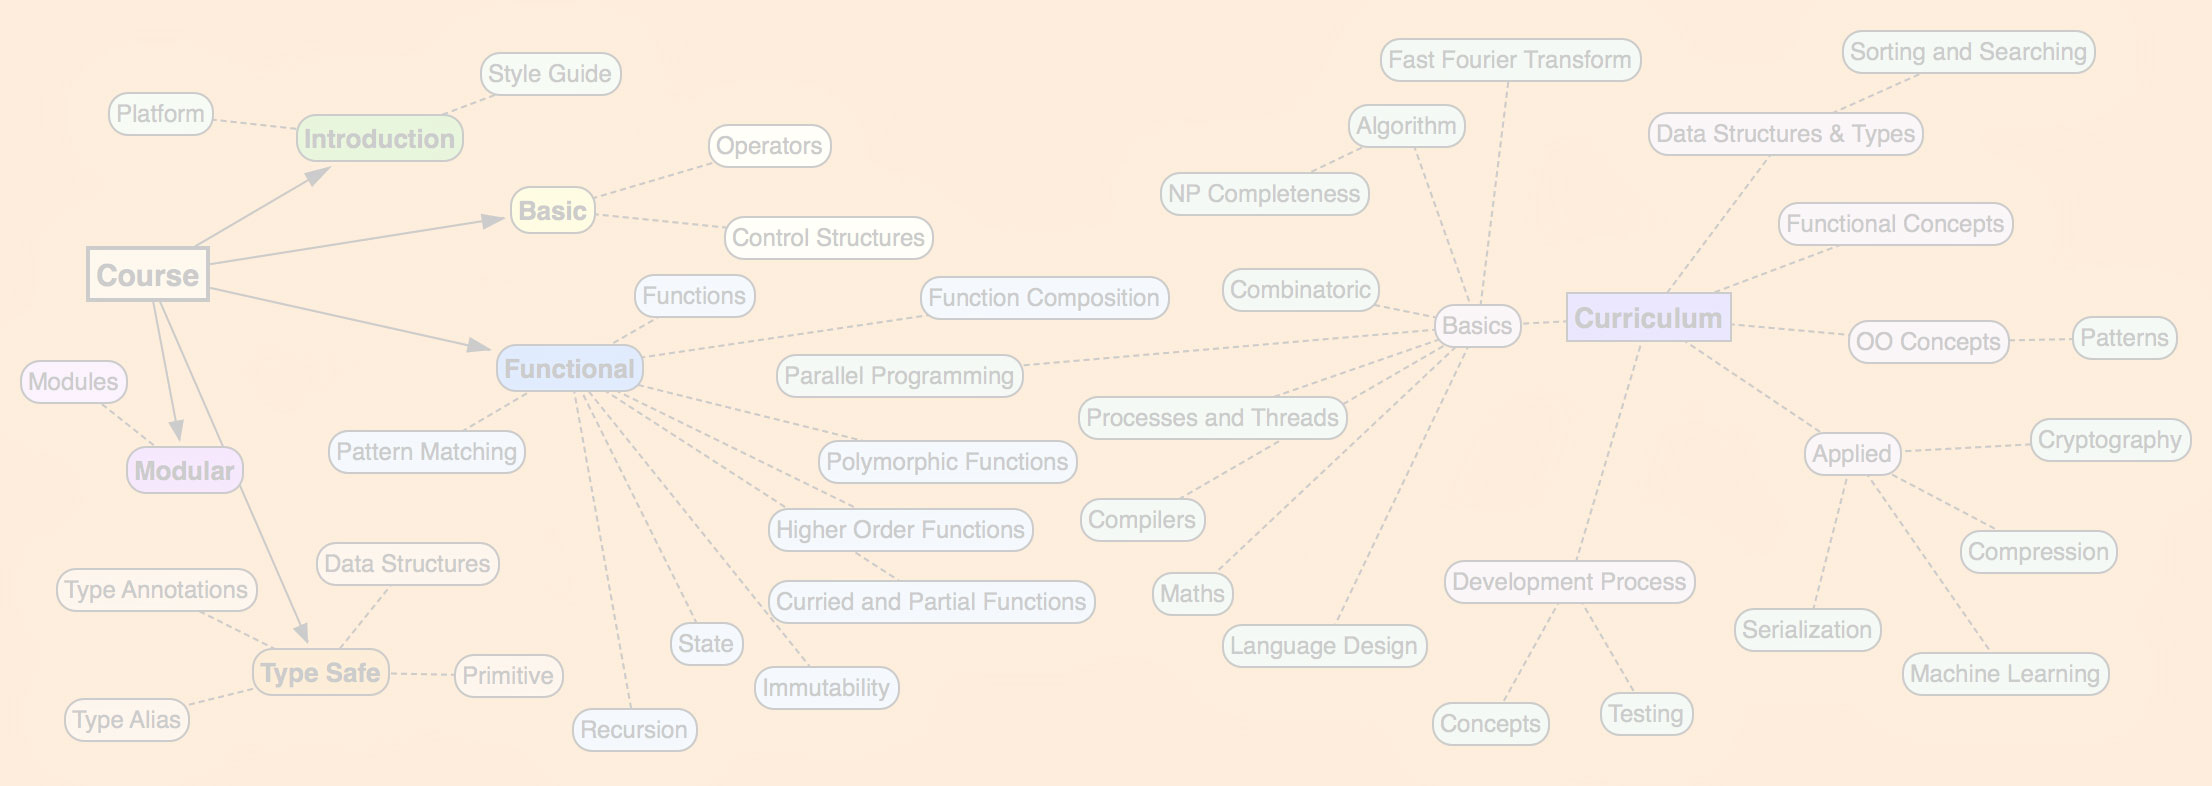 Style Guide
Platform
Introduction
Operators
Basic
Control Structures
Course
Functions
Function Composition
Functional
Modules
Modular
Pattern Matching
Polymorphic Functions
Higher Order Functions
Curried and Partial Functions
State
Immutability
Recursion
Data Structures
Type Annotations
Type Safe
Primitive
Type Alias
Fast Fourier Transform
Algorithm
NP Completeness
Combinatoric
Basics
Parallel Programming
Processes and Threads
Compilers
Maths
Language Design
Sorting and Searching
Data Structures & Types
Functional Concepts
Curriculum
OO Concepts
Patterns
Applied
Cryptography
Compression
Serialization
Machine Learning
Development Process
Concepts
Testing